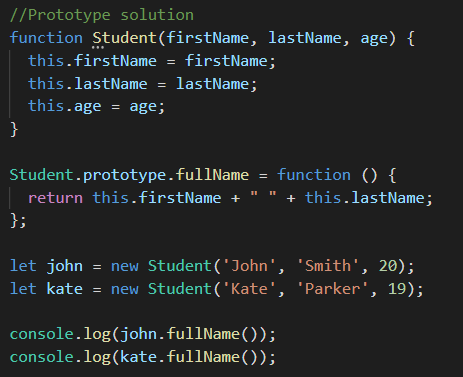 //Prototype solution
function Student(firstName, lastName, age) {
  this.firstName = firstName;
  this.lastName = lastName;
  this.age = age;
}

Student.prototype.fullName = function () {
  return this.firstName + " " + this.lastName;
};

let john = new Student('John', 'Smith', 20);
let kate = new Student('Kate', 'Parker', 19);

console.log(john.fullName());
console.log(kate.fullName());